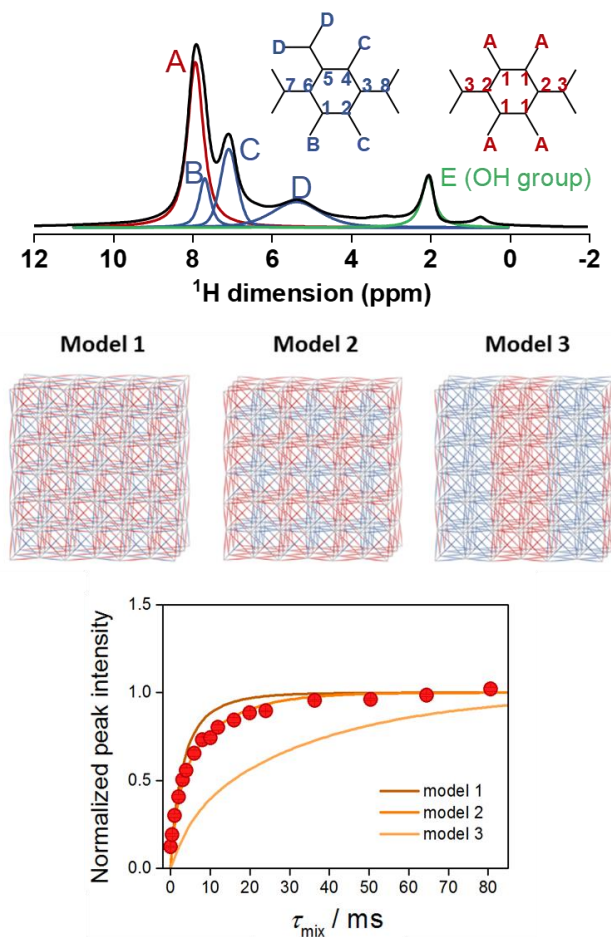 A
B
C
D
D
D
C
5 4
7 6 3 8
1 2
B
C
A
A
3 2 1 1 2 3
1 1
A
A
E (OH group)
12
10
8
6
4
2
0
-2
¹H dimension (ppm)
Model 1
Model 2
Model 3
Normalized peak intensity
1.5
1.0
0.5
0.0
model 1
model 2
model 3
0
10
20
30
40
50
60
70
80
τmix / ms